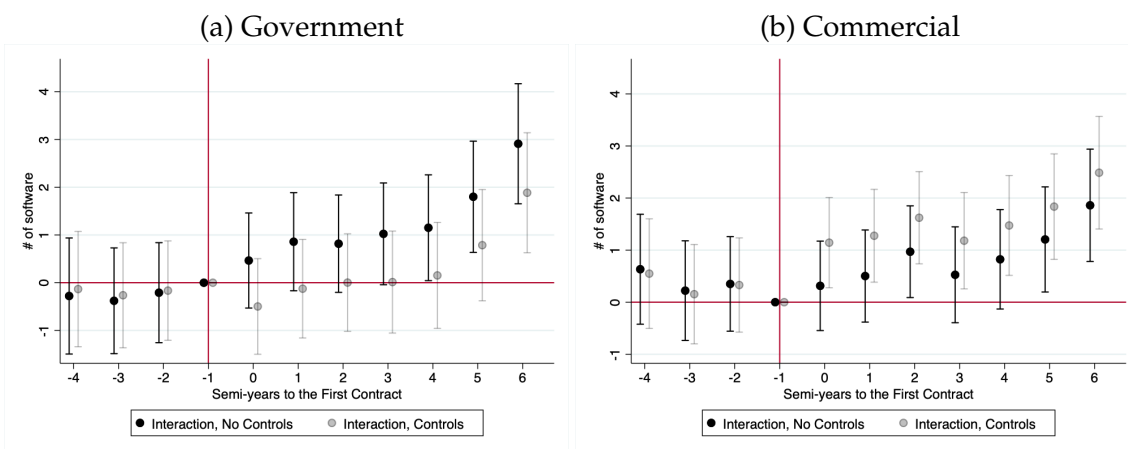 (a) Government
# of software
4
3
2
1
0
-1
-4 -3 -2 -1 0 1 2 3 4 5 6
Semi-years to the First Contract
Interaction, No Controls Interaction, Controls
(b) Commercial
# of software
4
3
2
1
0
-1
-4 -3 -2 -1 0 1 2 3 4 5 6
Semi-years to the First Contract
Interaction, No Controls Interaction, Controls